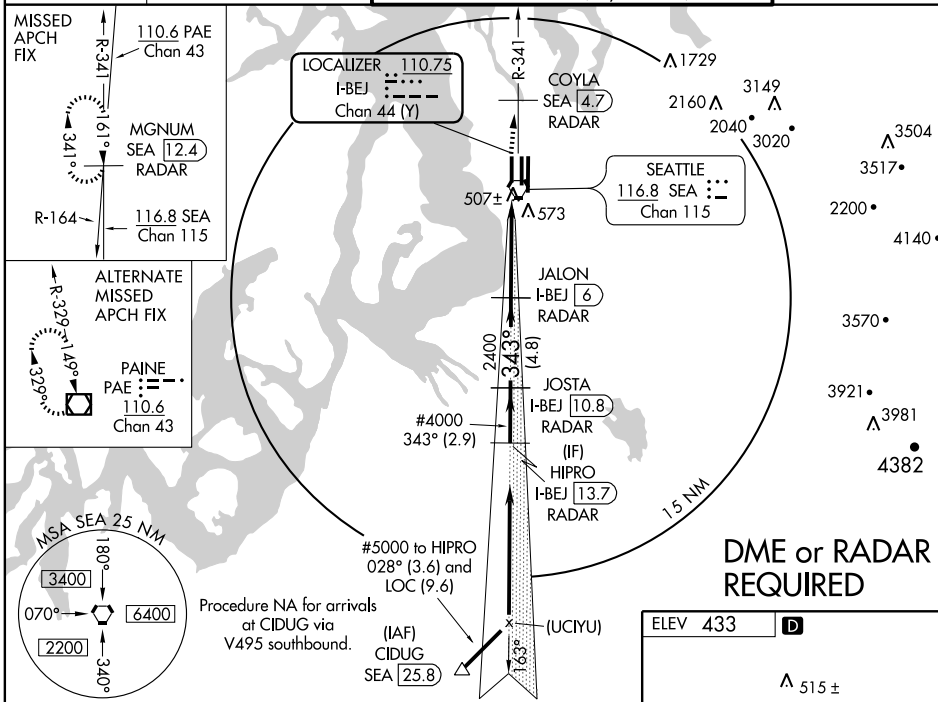 MISSED
APCH
FIX
R-341
110.6 PAE
Chan 43
161°
341°
MGNUM
SEA 12.4
RADAR
R-164
116.8 SEA
Chan 115
ALTERNATE
MISSED
APCH FIX
R-329
149°
329°
PAINE
PAE
110.6
Chan 43
MSA SEA 25 NM
180°
3400
070°
6400
2200
340°
LOCALIZER 110.75
I-BEJ
Chan 44 (Y)
R-341
COYLA
SEA 4.7
RADAR
1729
2160
3149
2040
3020
3504
3517
2200
4140
SEATTLE
116.8 SEA
Chan 115
507±
573
JALON
I-BEJ 6
RADAR
2400
343°
(4.8)
3570
JOSTA
I-BEJ 10.8
RADAR
3921
3981
4382
#4000
343° (2.9)
(IF)
HIPRO
I-BEJ 13.7
RADAR
15 NM
#5000 to HIPRO
028° (3.6) and
LOC (9.6)
Procedure NA for arrivals
at CIDUG via
V495 southbound.
(IAF)
CIDUG
SEA 25.8
(UCIYU)
163°
DME or RADAR
REQUIRED
ELEV 433 D
515 ±